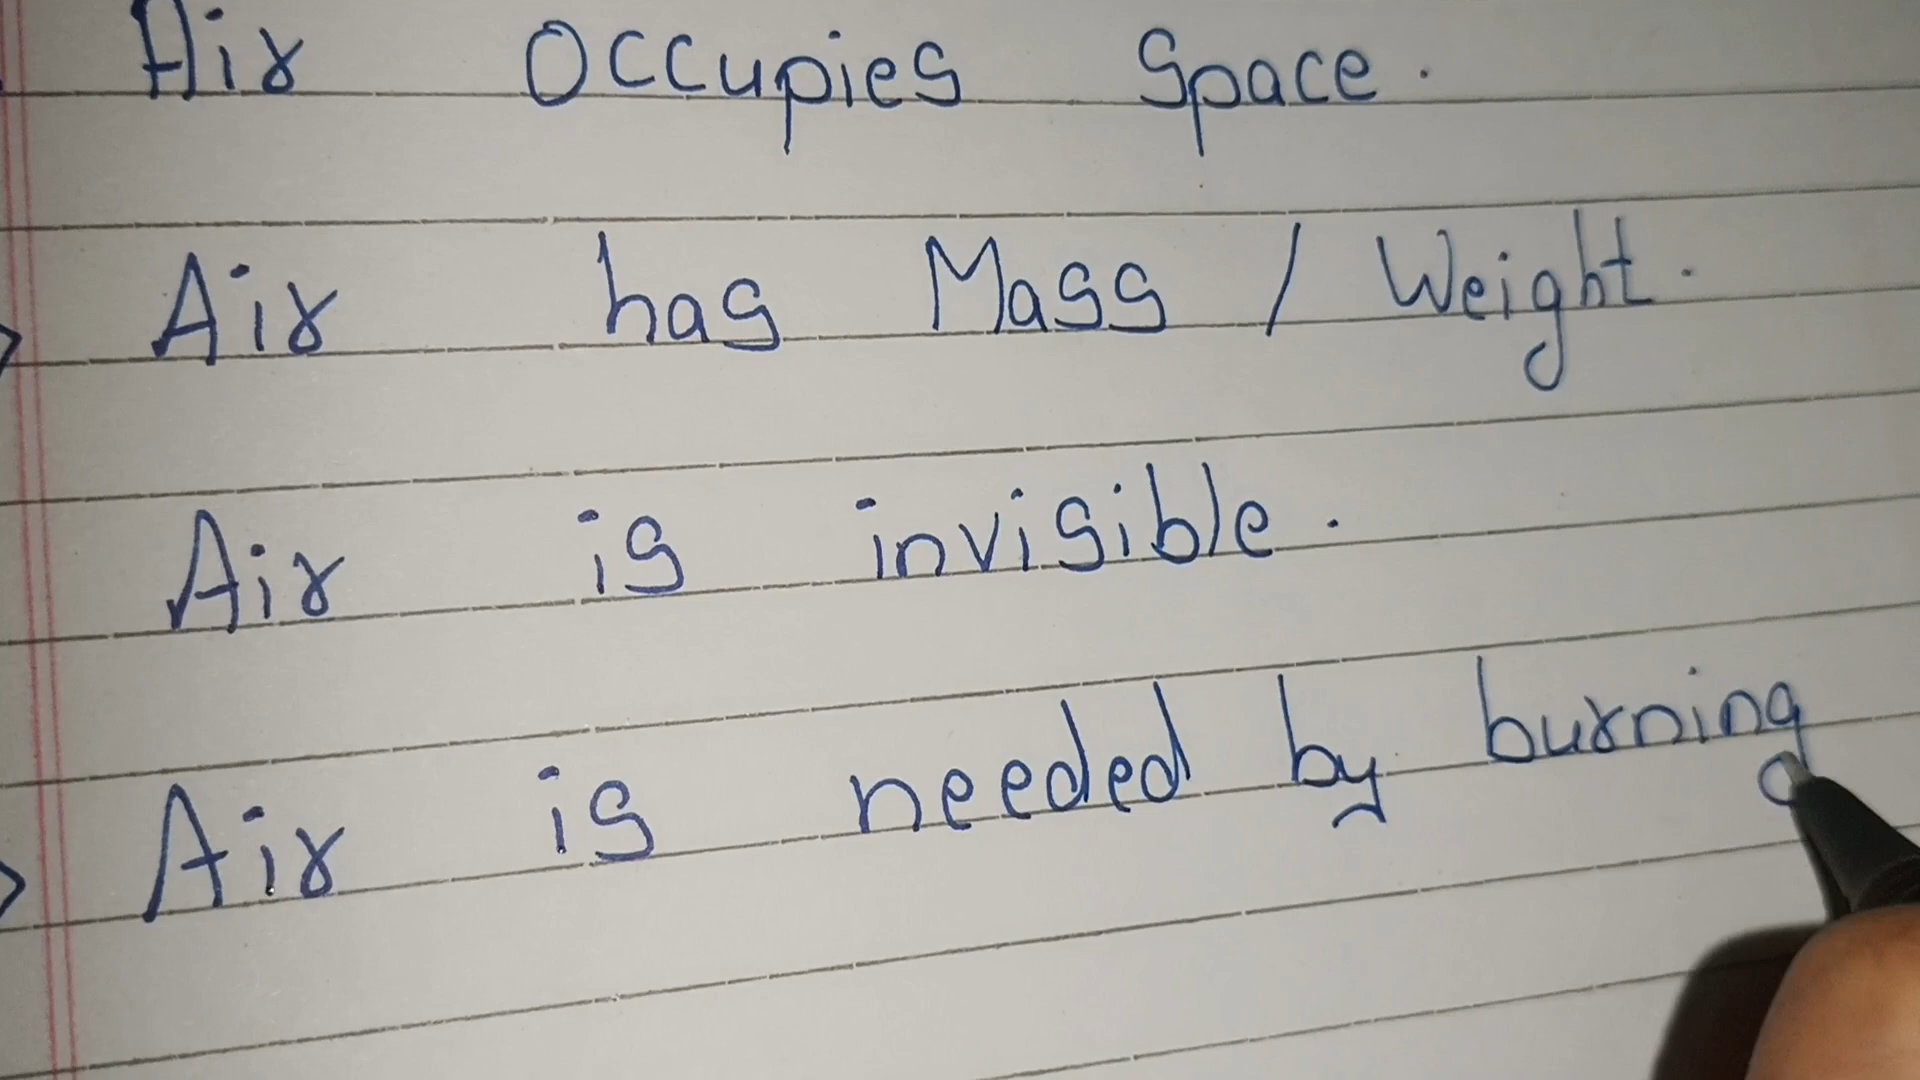 Air Occupies Space.
Air has Mass / Weight.
Air is invisible.
Air is needed by burning